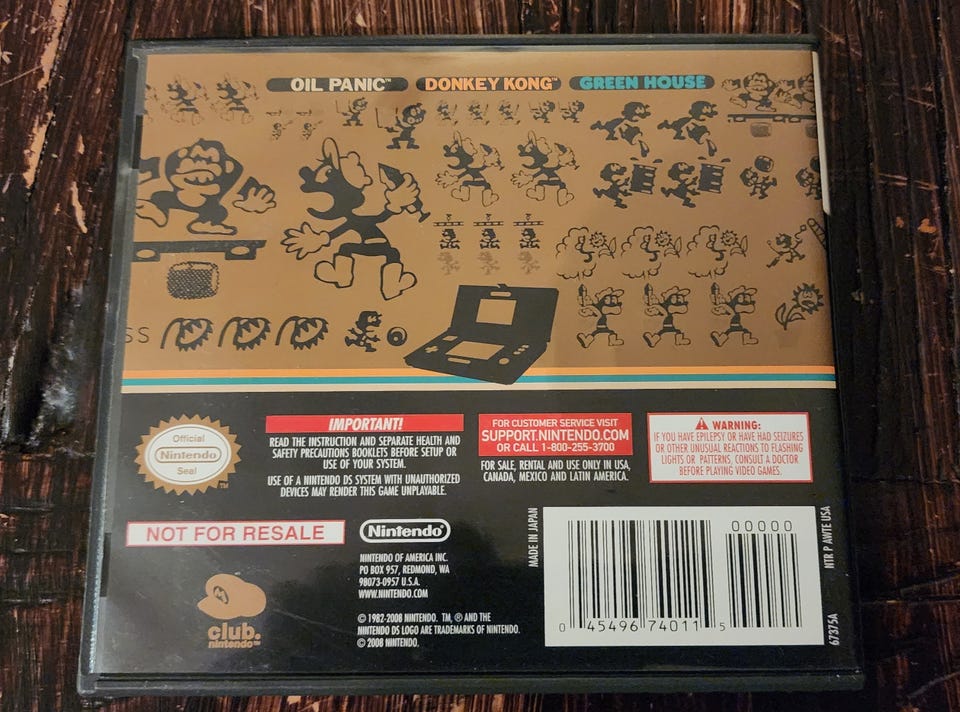 OIL PANIC™ DONKEY KONG™ GREEN HOUSE
SS
Official
Nintendo
Seal
IMPORTANT!
READ THE INSTRUCTION AND SEPARATE HEALTH AND
SAFETY PRECAUTIONS BOOKLETS BEFORE SETUP OR
USE OF YOUR SYSTEM.
USE OF A NINTENDO DS SYSTEM WITH UNAUTHORIZED
DEVICES MAY RENDER THIS GAME UNPLAYABLE.
FOR CUSTOMER SERVICE VISIT
SUPPORT.NINTENDO.COM
OR CALL 1-800-255-3700
FOR SALE, RENTAL AND USE ONLY IN USA,
CANADA, MEXICO AND LATIN AMERICA.
WARNING:
IF YOU HAVE EPILEPSY OR HAVE HAD SEIZURES
OR OTHER UNUSUAL REACTIONS TO FLASHING
LIGHTS OR PATTERNS, CONSULT A DOCTOR
BEFORE PLAYING VIDEO GAMES.
NOT FOR RESALE
M
club.
nintendo™
Nintendo®
NINTENDO OF AMERICA INC.
PO BOX 957, REDMOND, WA
98073-0957 U.S.A.
WWW.NINTENDO.COM
© 1982-2008 NINTENDO. TM, ® AND THE
NINTENDO DS LOGO ARE TRADEMARKS OF NINTENDO.
© 2008 NINTENDO.
MADE IN JAPAN
00000
0 45496 74011 5
NTR P AWTE USA
67375A